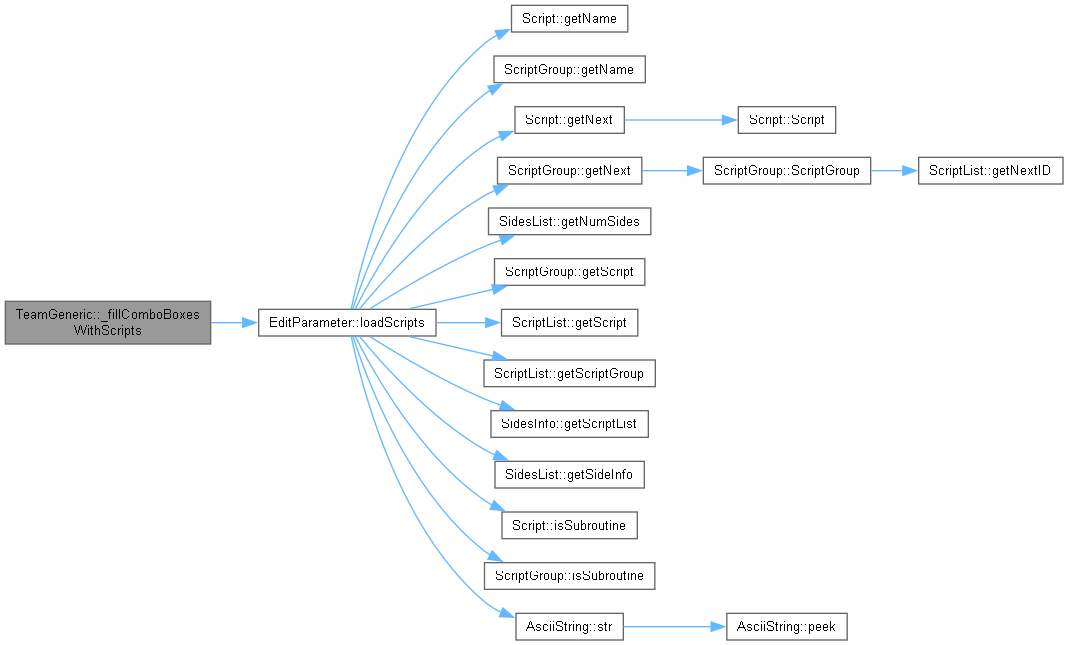 Script::getName
ScriptGroup::getName
Script::getNext
Script::Script
ScriptGroup::getNext
ScriptGroup::ScriptGroup
ScriptList::getNextID
SidesList::getNumSides
ScriptGroup::getScript
TeamGeneric::_fillComboBoxes
WithScripts
EditParameter::loadScripts
ScriptList::getScript
ScriptList::getScriptGroup
SidesInfo::getScriptList
SidesList::getSideInfo
Script::isSubroutine
ScriptGroup::isSubroutine
AsciiString::str
AsciiString::peek